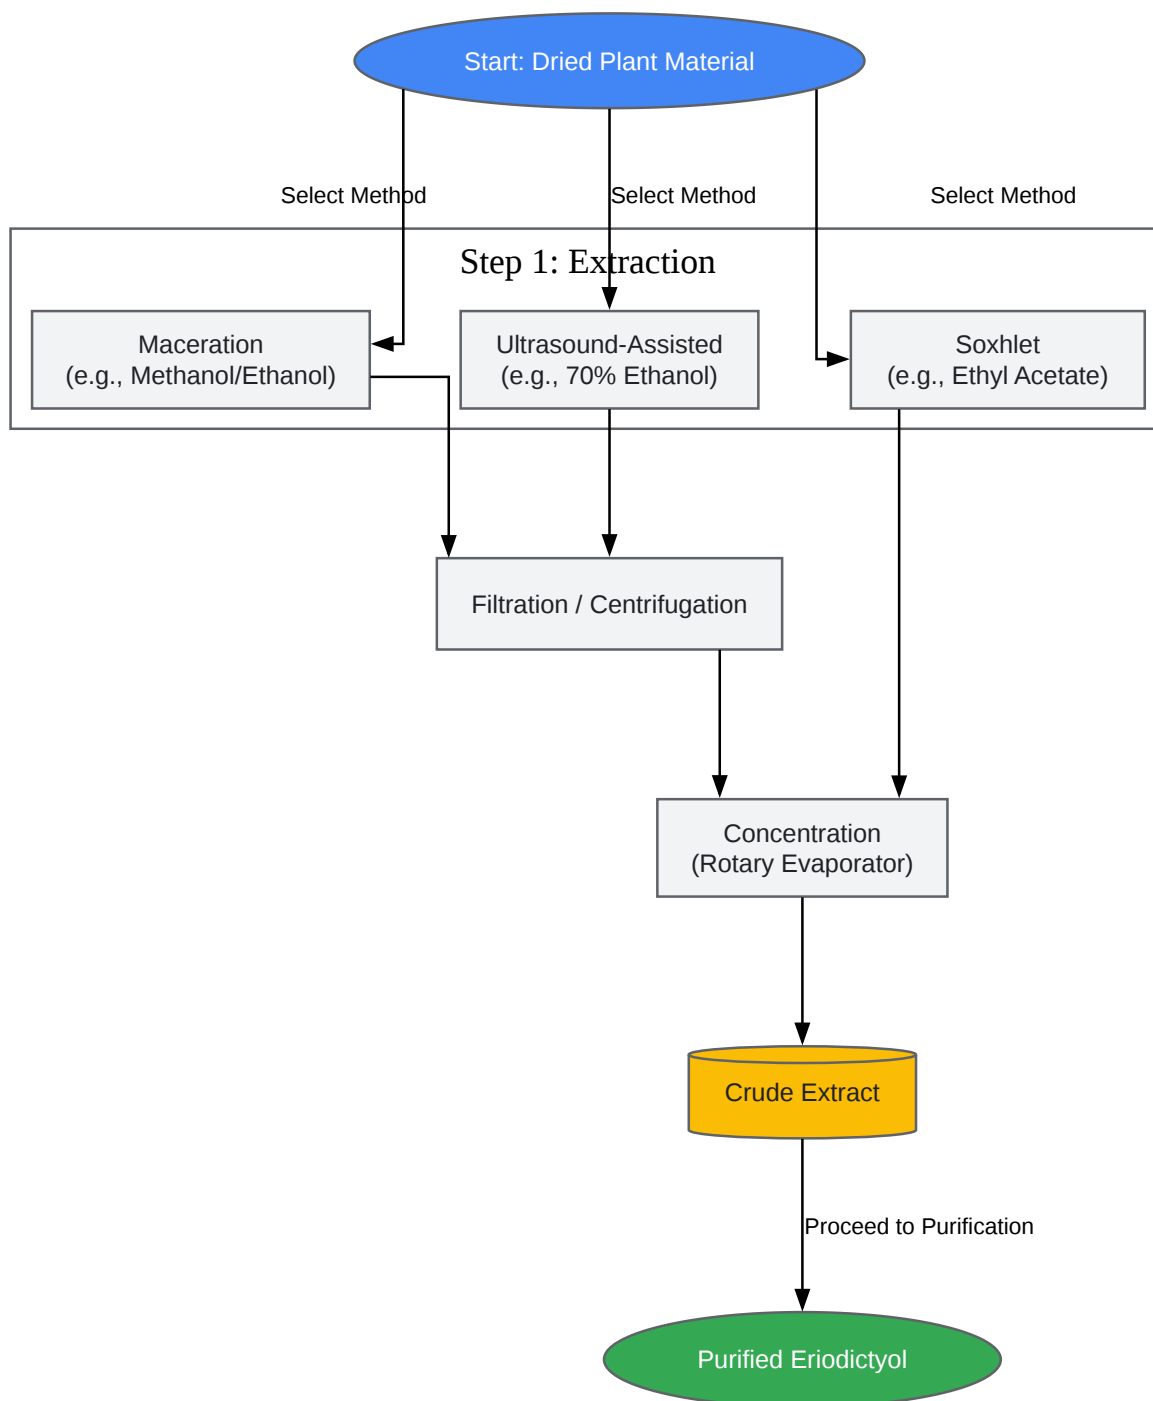 Start: Dried Plant Material
Select Method
Select Method
Select Method
Step 1: Extraction
Maceration
(e.g., Methanol/Ethanol)
Ultrasound-Assisted
(e.g., 70% Ethanol)
Soxhlet
(e.g., Ethyl Acetate)
Filtration / Centrifugation
Concentration
(Rotary Evaporator)
Crude Extract
Proceed to Purification
Purified Eriodictyol